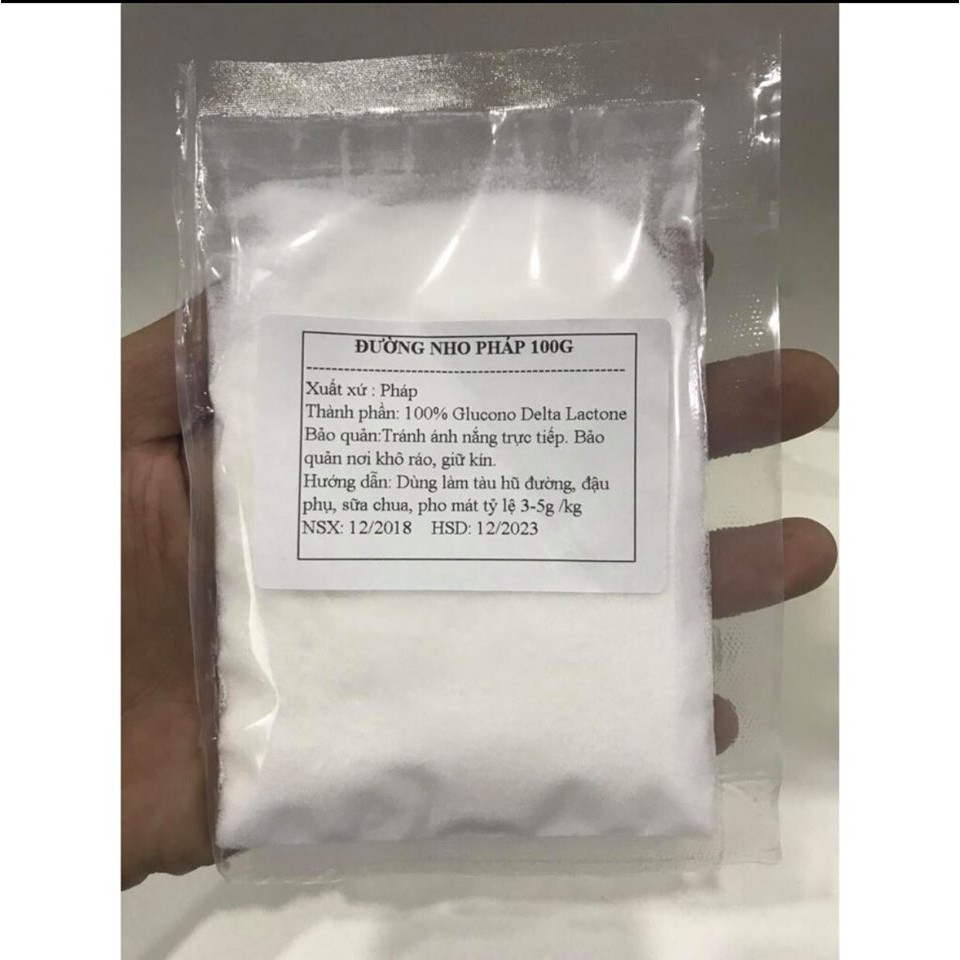 ĐƯỜNG NHO PHÁP 100G
--------------------------------------------------
Xuất xứ : Pháp
Thành phần: 100% Glucono Delta Lactone
Bảo quản:Tránh ánh nắng trực tiếp. Bảo
quản nơi khô ráo, giữ kín.
Hướng dẫn: Dùng làm tàu hũ đường, đậu
phụ, sữa chua, pho mát tỷ lệ 3-5g /kg
NSX: 12/2018 HSD: 12/2023